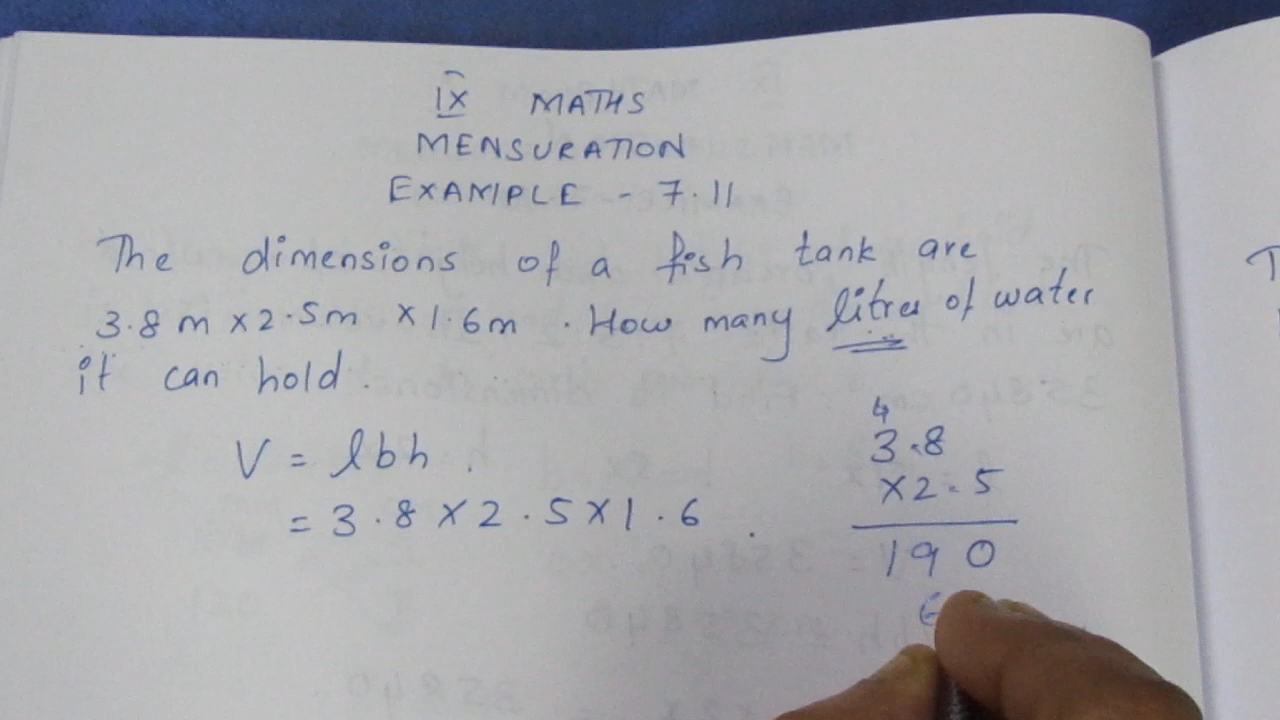 IX MATHS
MENSURATION
EXAMPLE - 7.11
The dimensions of a fish tank are
3.8 m x 2.5m x 1.6m . How many litres of water
it can hold.
V = lbh .
= 3.8 x 2.5 x 1.6 .
4
3.8
x2.5
190
6